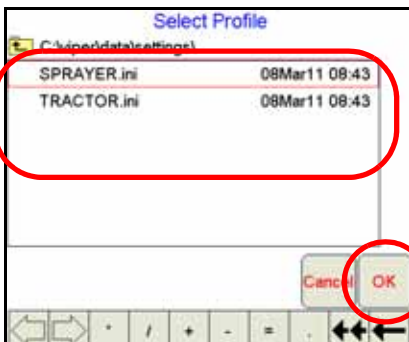 Select Profile
C:\viper\data\settings\
SPRAYER.ini 08Mar11 08:43
TRACTOR.ini 08Mar11 08:43
Cancel OK
* / + - = .